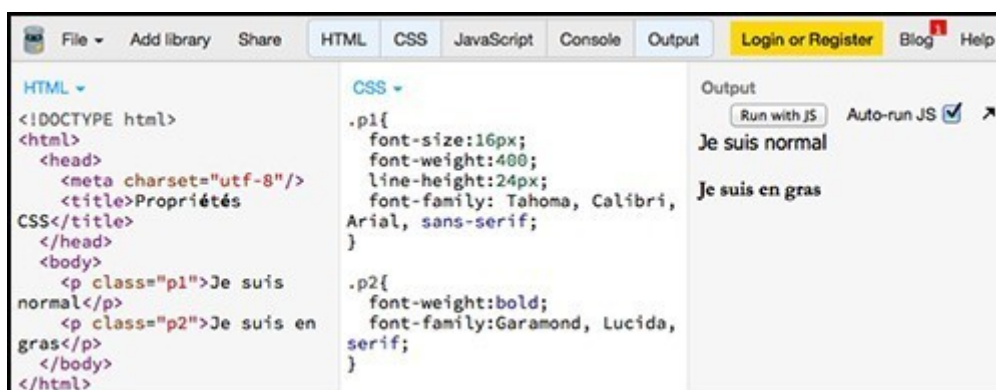 File Add library Share HTML CSS JavaScript Console Output Login or Register Blog 1 Help
HTML
<!DOCTYPE html>
<html>
<head>
<meta charset="utf-8"/>
<title>Propriétés
CSS</title>
</head>
<body>
<p class="p1">Je suis
normal</p>
<p class="p2">Je suis en
gras</p>
</body>
</html>
CSS
.p1{
font-size:16px;
font-weight:400;
line-height:24px;
font-family: Tahoma, Calibri,
Arial, sans-serif;
}
.p2{
font-weight:bold;
font-family:Garamond, Lucida,
serif;
}
Output
Run with JS Auto-run JS
Je suis normal
Je suis en gras